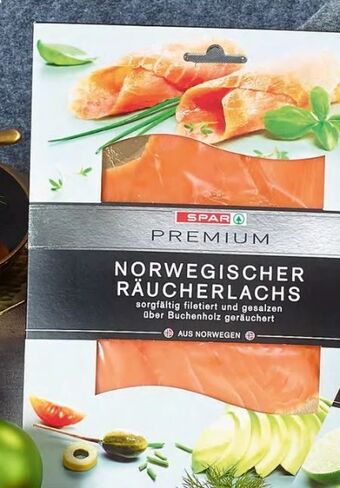 SPAR
PREMIUM
NORWEGISCHER
RÄUCHERLACHS
sorgfältig filetiert und gesalzen
über Buchenholz geräuchert
AUS NORWEGEN